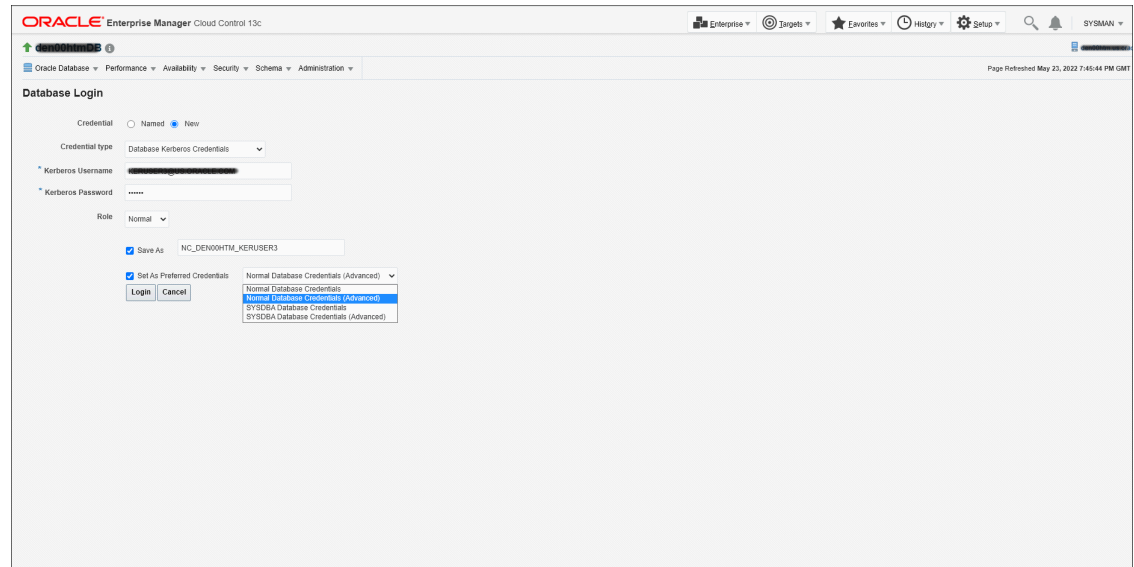 ORACLE Enterprise Manager Cloud Control 13c
Enterprise Targets Favorites History Setup SYSMAN
Oracle Database Performance Availability Security Schema Administration Page Refreshed May 23, 2022 7:45:44 PM GMT
Database Login
Credential Named New
Credential type Database Kerberos Credentials
* Kerberos Username
* Kerberos Password ••••••
Role Normal
Save As NC_DEN00HTM_KERUSER3
Set As Preferred Credentials Normal Database Credentials (Advanced)
Login Cancel Normal Database Credentials
Normal Database Credentials (Advanced)
SYSDBA Database Credentials
SYSDBA Database Credentials (Advanced)